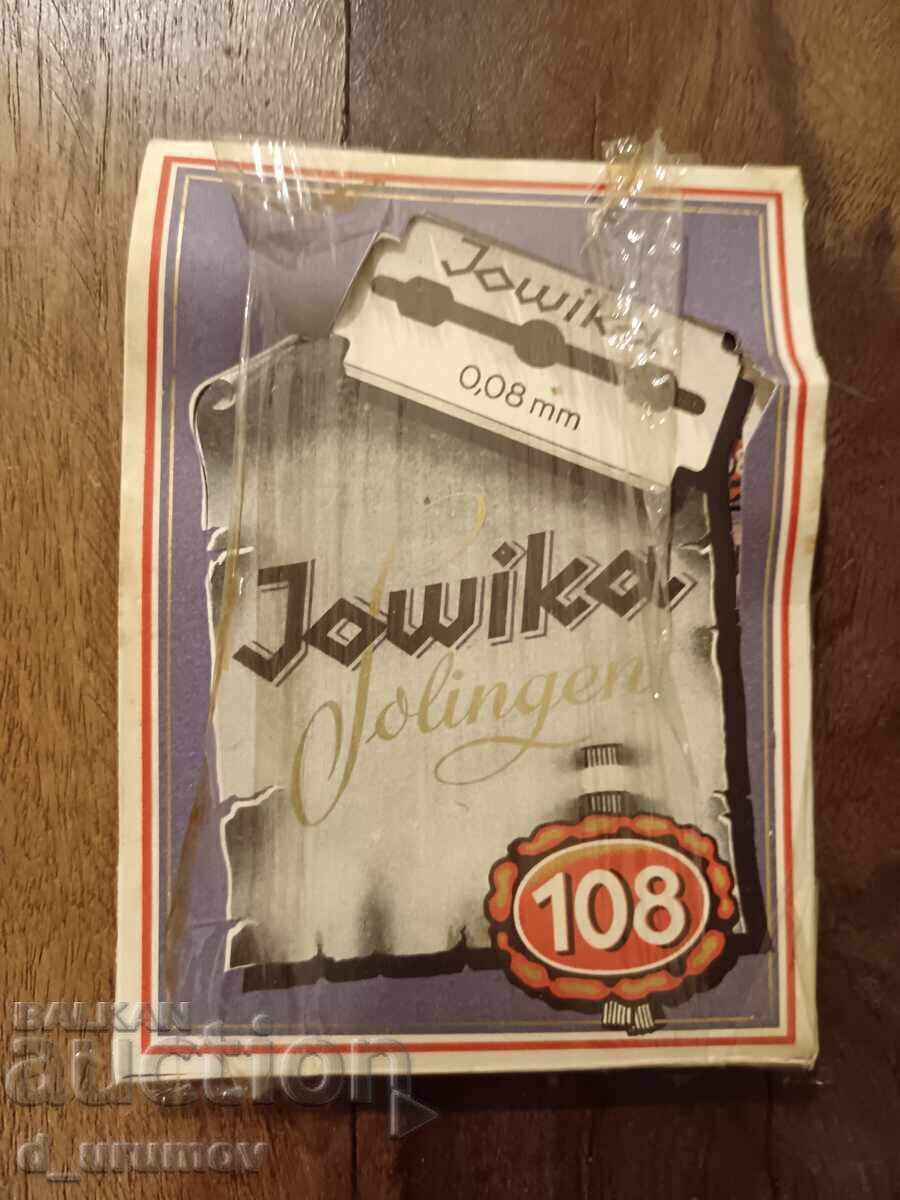 Jowika
0,08 mm
Jowika
Solingen
108
BALKAN
auction
d_urumov